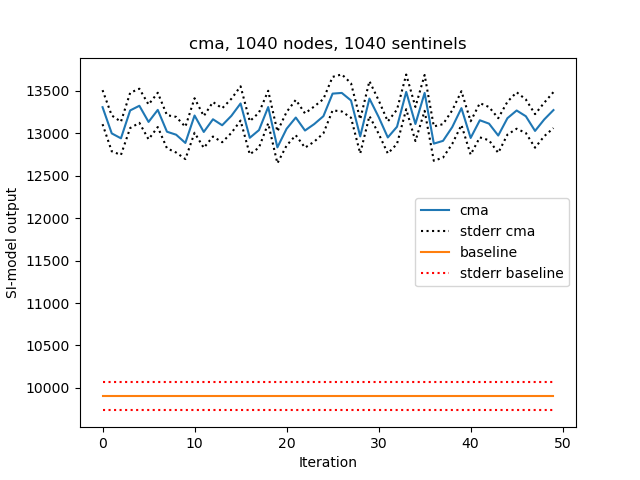 cma, 1040 nodes, 1040 sentinels
SI-model output
13500
13000
12500
12000
11500
11000
10500
10000
cma
stderr cma
baseline
stderr baseline
0 10 20 30 40 50
Iteration